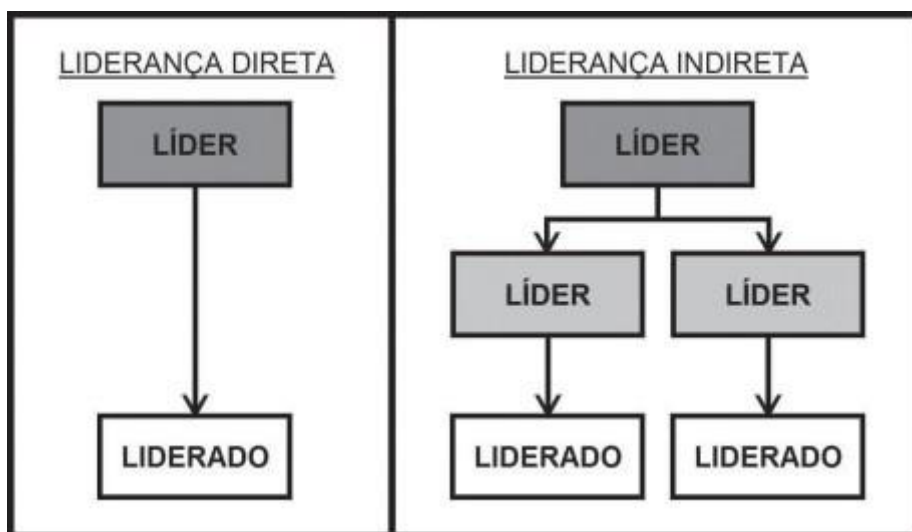 LIDERANÇA DIRETA
LÍDER
LIDERADO
LIDERANÇA INDIRETA
LÍDER
LÍDER
LÍDER
LIDERADO
LIDERADO